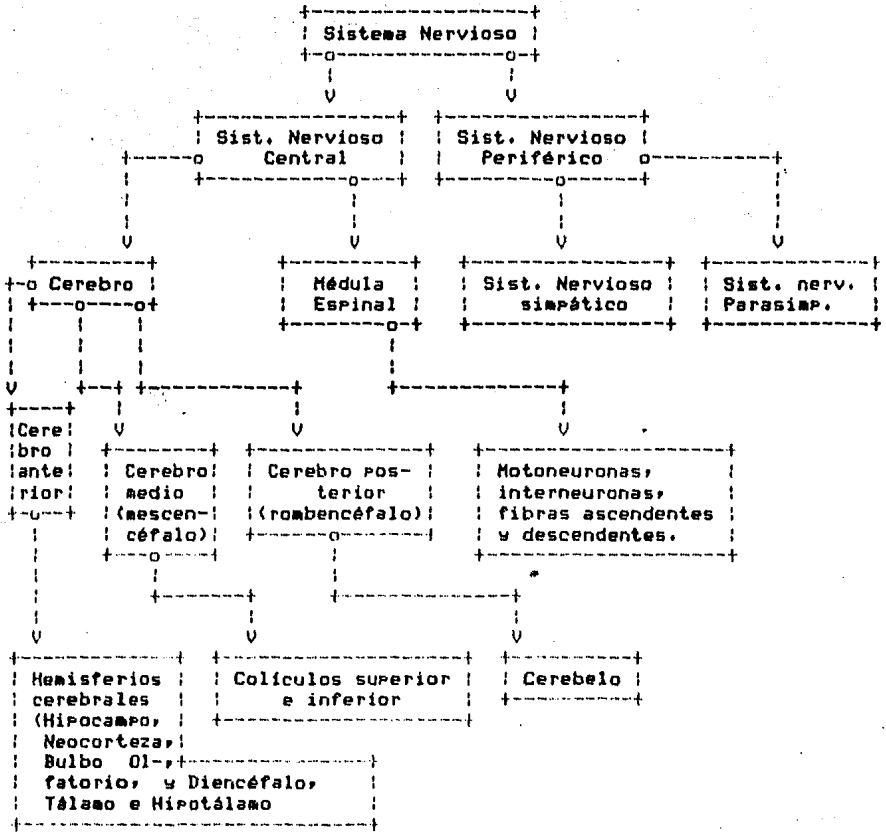 Sistema Nervioso
Sist. Nervioso
Central
Sist. Nervioso
Periférico
Cerebro
Médula
Espinal
Sist. Nervioso
simpático
Sist. nerv.
Parasimp.
Cere
bro
ante
rior
Cerebro
medio
(mescen-
céfalo)
Cerebro pos-
terior
(rombencéfalo)
Motoneuronas,
interneuronas,
fibras ascendentes
y descendentes.
Hemisferios
cerebrales
(Hipocampo,
Neocorteza,
Bulbo Ol-,
fatorio, y Diencéfalo,
Tálamo e Hipotálamo
Colículos superior
e inferior
Cerebelo